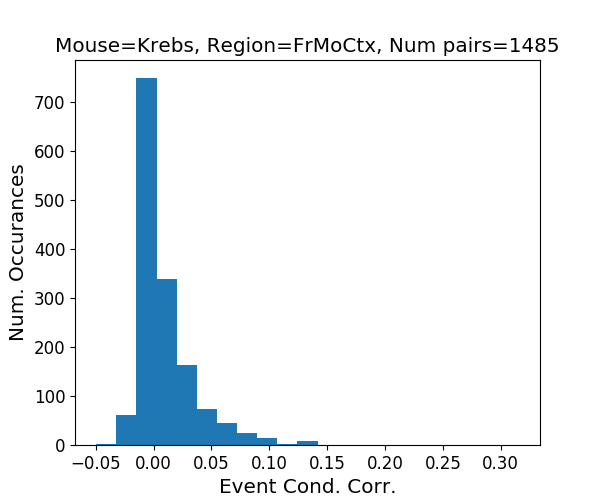 Mouse=Krebs, Region=FrMoCtx, Num pairs=1485
700
600
500
400
300
200
100
0
Num. Occurances
−0.05 0.00 0.05 0.10 0.15 0.20 0.25 0.30
Event Cond. Corr.